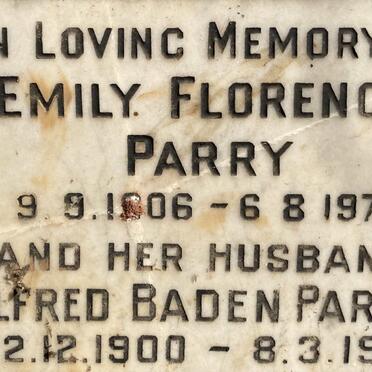 N LOVING MEMORY
EMILY FLORENC
PARRY
9 9.1906 - 6 8 197
AND HER HUSBAN
LFRED BADEN PAR
2.12.1900 - 8.3.19